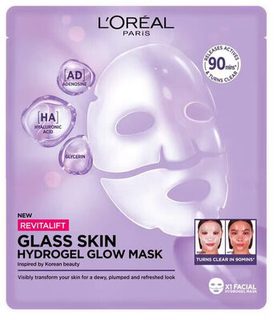 L'ORÉAL
PARIS
RELEASES ACTIVES
90mins*
& TURNS CLEAR
[AD]
ADENOSINE
[HA]
HYALURONIC
ACID
GLYCERIN
NEW
REVITALIFT
GLASS SKIN
HYDROGEL GLOW MASK
Inspired by Korean beauty
Visibly transform your skin for a dewy, plumped and refreshed look
TURNS CLEAR IN 90MINS*
X1 FACIAL
HYDROGEL MASK